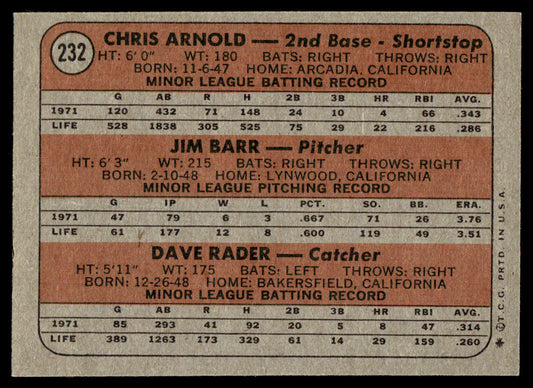 232
CHRIS ARNOLD — 2nd Base - Shortstop
HT: 6' 0" WT: 180 BATS: RIGHT THROWS: RIGHT
BORN: 11-6-47 HOME: ARCADIA, CALIFORNIA
MINOR LEAGUE BATTING RECORD
G AB R H 2B 3B HR RBI AVG.
1971 120 432 71 148 24 10 4 66 .343
LIFE 528 1838 305 525 75 29 22 216 .286
JIM BARR — Pitcher
HT: 6' 3" WT: 215 BATS: RIGHT THROWS: RIGHT
BORN: 2-10-48 HOME: LYNWOOD, CALIFORNIA
MINOR LEAGUE PITCHING RECORD
G IP W L PCT. SO. BB. ERA.
1971 47 79 6 3 .667 71 26 3.76
LIFE 61 177 12 8 .600 119 49 3.51
DAVE RADER — Catcher
HT: 5'11" WT: 175 BATS: LEFT THROWS: RIGHT
BORN: 12-26-48 HOME: BAKERSFIELD, CALIFORNIA
MINOR LEAGUE BATTING RECORD
G AB R H 2B 3B HR RBI AVG.
1971 85 293 41 92 20 5 8 47 .314
LIFE 389 1263 173 329 61 14 29 159 .260
* © T.C.G. PRTD. IN U.S.A.